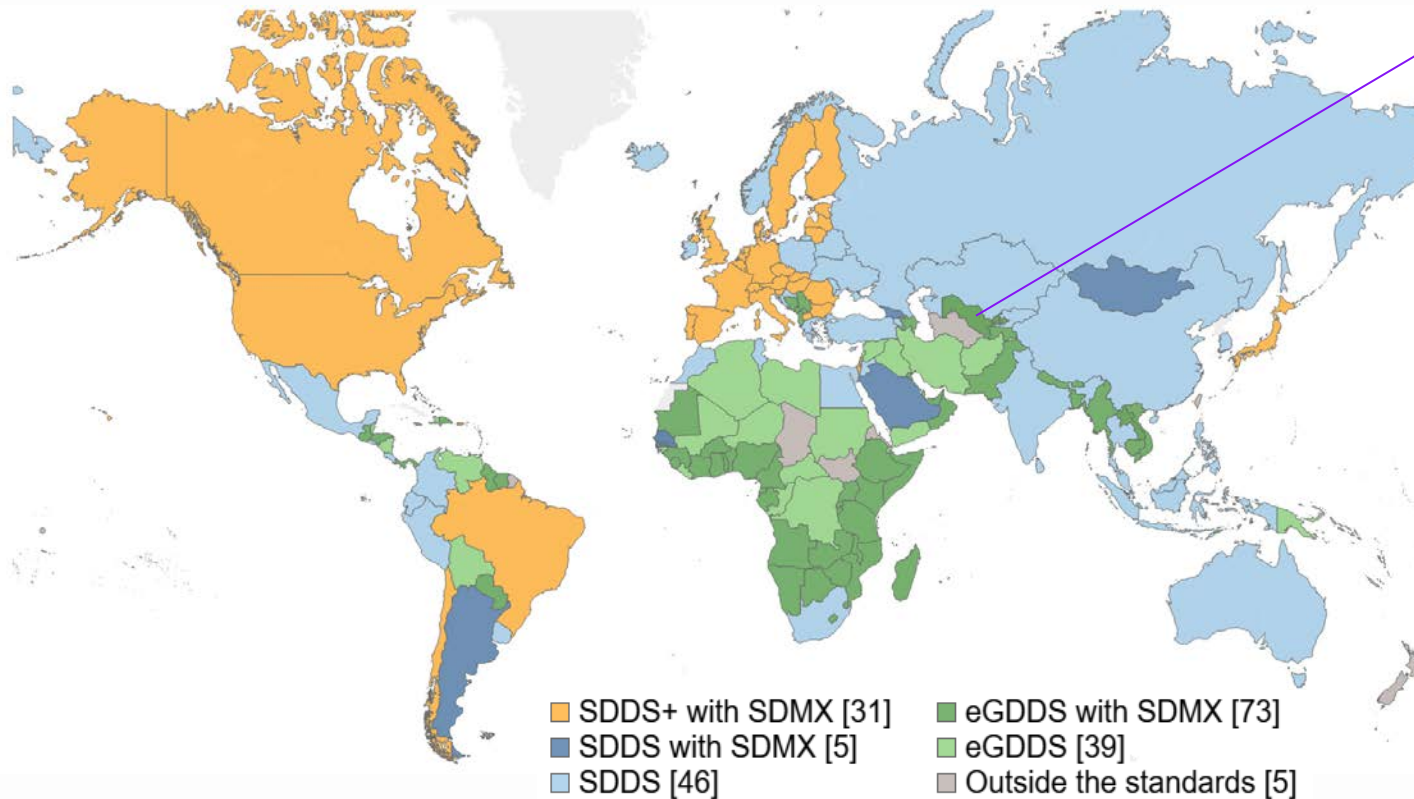 SDDS+ with SDMX [31]
SDDS with SDMX [5]
SDDS [46]
eGDDS with SDMX [73]
eGDDS [39]
Outside the standards [5]